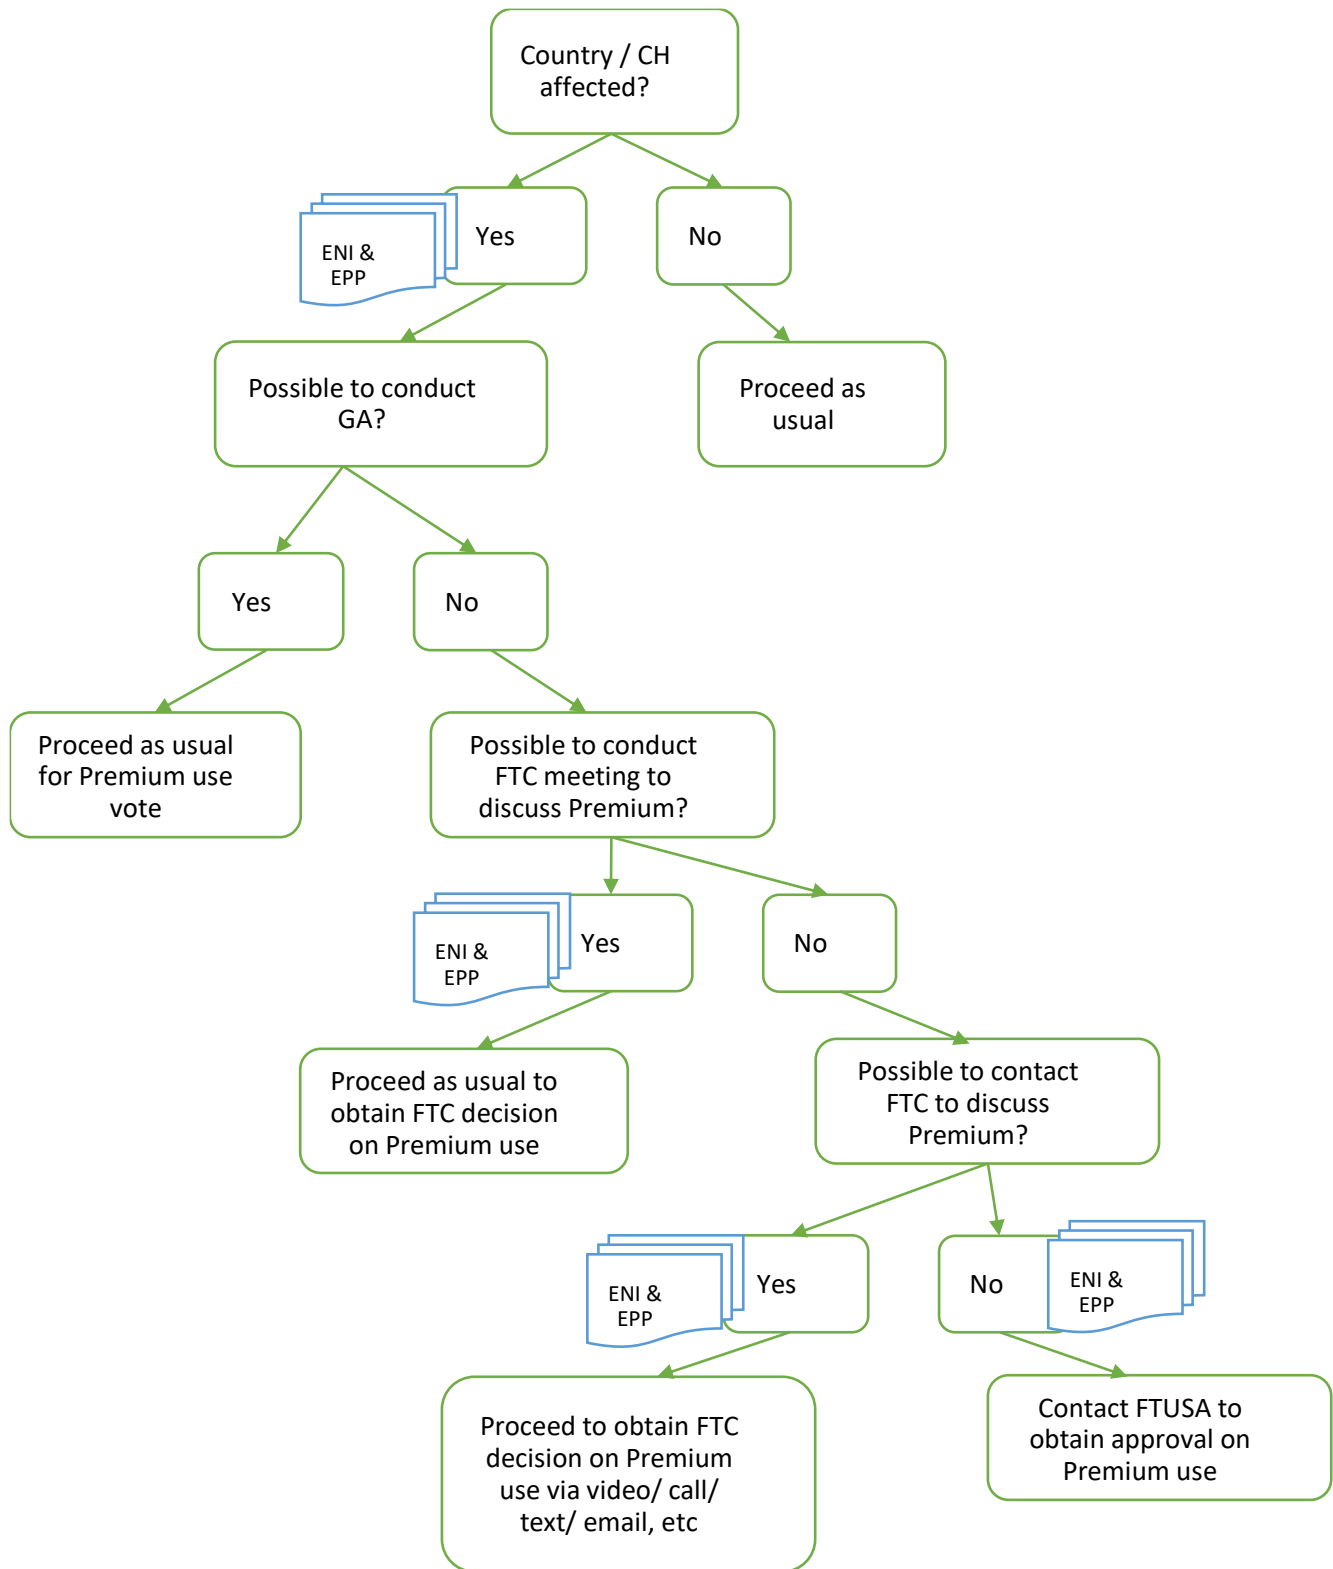 Country / CH
affected?
ENI &
EPP
Yes
No
Possible to conduct
GA?
Proceed as
usual
Yes
No
Proceed as usual
for Premium use
vote
Possible to conduct
FTC meeting to
discuss Premium?
ENI &
EPP
Yes
No
Proceed as usual to
obtain FTC decision
on Premium use
Possible to contact
FTC to discuss
Premium?
ENI &
EPP
Yes
No
ENI &
EPP
Proceed to obtain FTC
decision on Premium
use via video/ call/
text/ email, etc
Contact FTUSA to
obtain approval on
Premium use